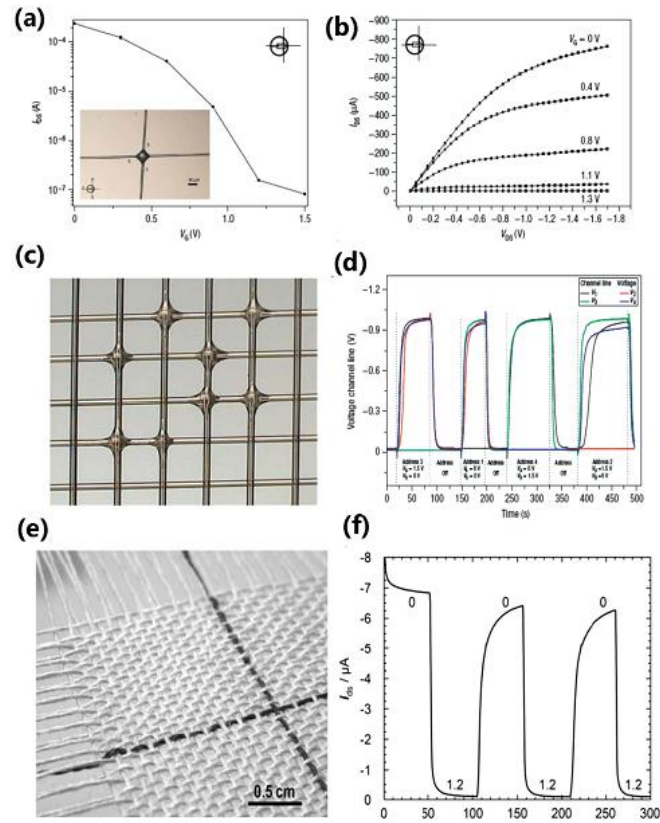 (a)
10⁻⁴
10⁻⁵
10⁻⁶
10⁻⁷
I_DS (A)
0.0 0.5 1.0 1.5
V_G (V)
(b)
-900
-800
-700
-600
-500
-400
-300
-200
-100
0
I_DS (µA)
V_G = 0 V
0.4 V
0.8 V
1.1 V
1.3 V
0 -0.2 -0.4 -0.6 -0.8 -1.0 -1.2 -1.4 -1.6 -1.8
V_DS (V)
(c)
(d)
Voltage channel line (V)
-1.2
-0.9
-0.6
-0.3
0
Channel line Voltage
Address
Off
Address 1
Address
Off
Address 4
Address
Off
0 50 100 150 200 250 300 350 400 450 500
Time (s)
(e)
0.5 cm
(f)
I_ds / µA
-8
-7
-6
-5
-4
-3
-2
-1
0
0 0 0
1.2 1.2 1.2
0 50 100 150 200 250 300